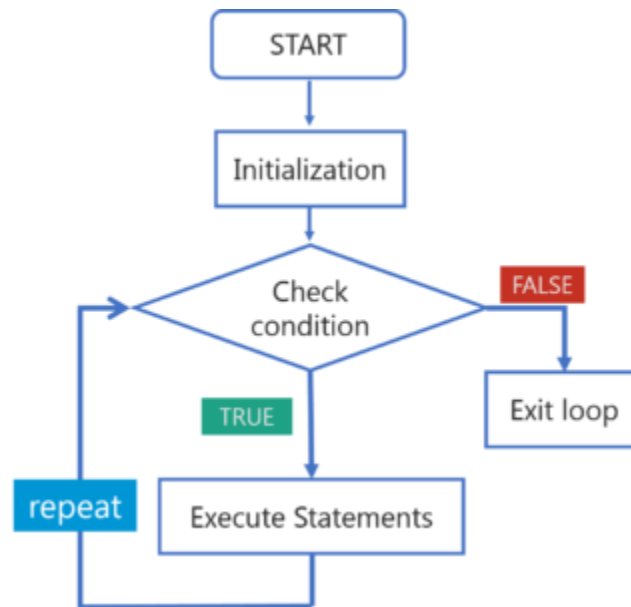 START
Initialization
Check
condition
FALSE
TRUE
Exit loop
repeat
Execute Statements